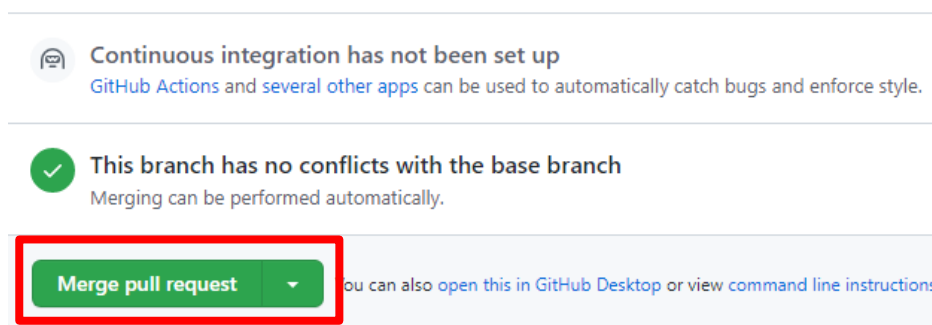 Continuous integration has not been set up
GitHub Actions and several other apps can be used to automatically catch bugs and enforce style.
This branch has no conflicts with the base branch
Merging can be performed automatically.
Merge pull request
ou can also open this in GitHub Desktop or view command line instructions